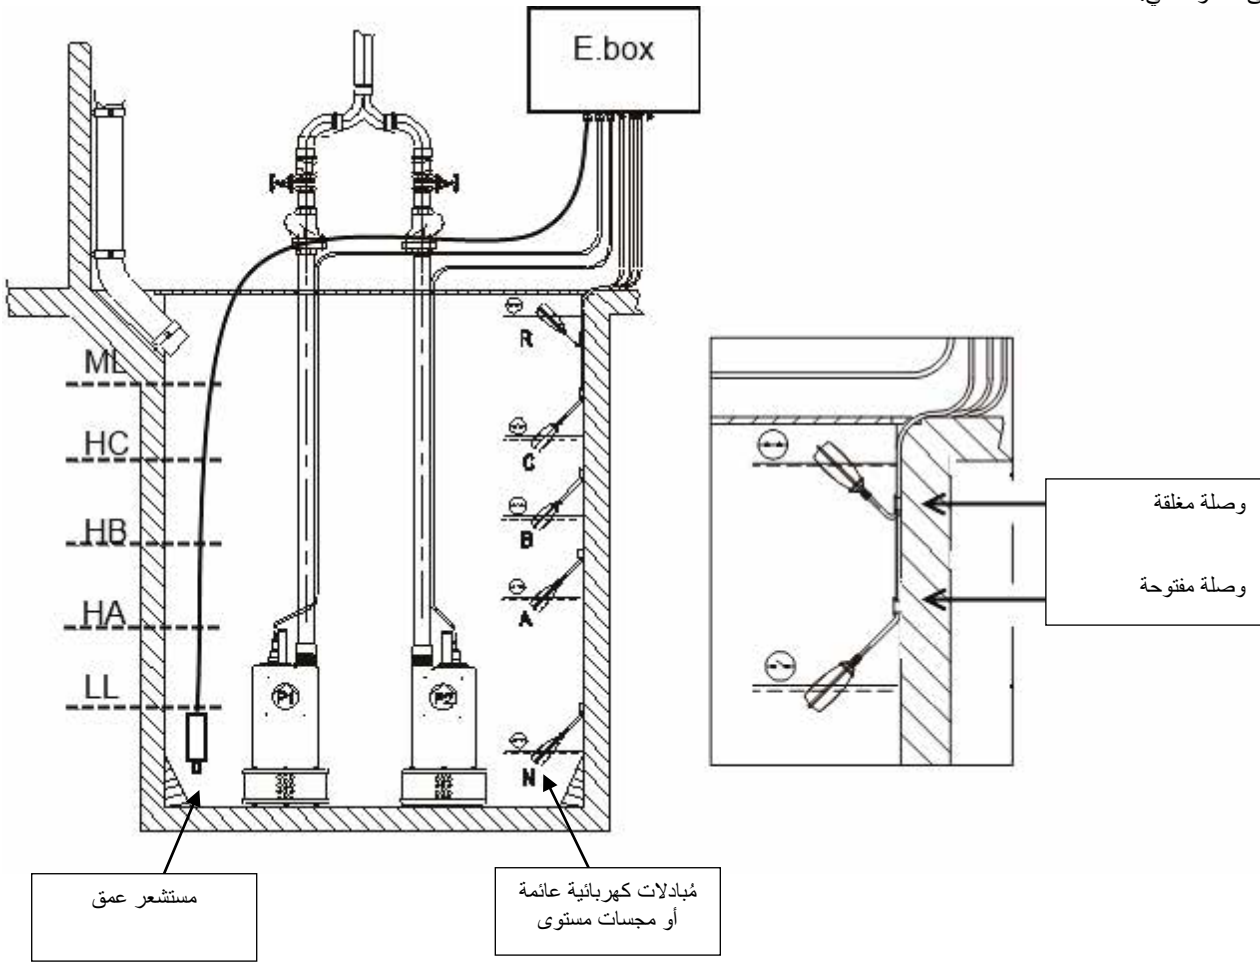 E.box
ML
HC
HB
HA
LL
R
C
B
A
N
P1
P2
وصلة مغلقة
وصلة مفتوحة
مستشعر عمق
مُبادلات كهربائية عائمة
أو مجسات مستوى